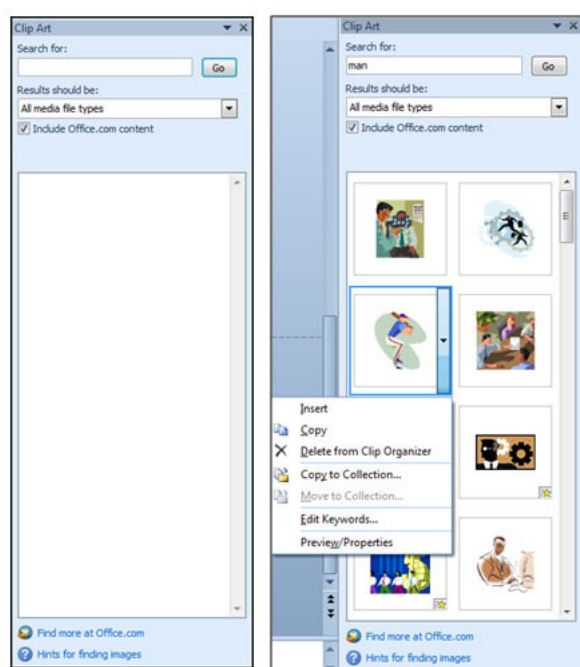 Clip Art
Search for:
Go
Results should be:
All media file types
Include Office.com content
Find more at Office.com
Hints for finding images
Clip Art
Search for:
man
Go
Results should be:
All media file types
Include Office.com content
Insert
Copy
Delete from Clip Organizer
Copy to Collection...
Move to Collection...
Edit Keywords...
Preview/Properties
Find more at Office.com
Hints for finding images